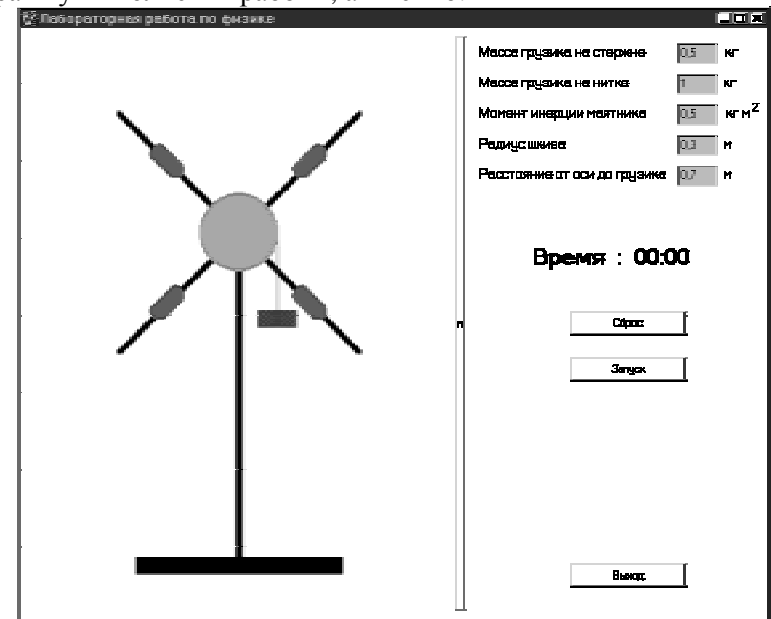 Лабораторная работа по физике
Масса грузика на стержне 0,5 кг
Масса грузика на нитке 1 кг
Момент инерции маятника 0,5 кг м2
Радиус шкива 0,3 м
Расстояние от оси до грузика 0,7 м
Время : 00:00
Сброс
Запуск
Выход